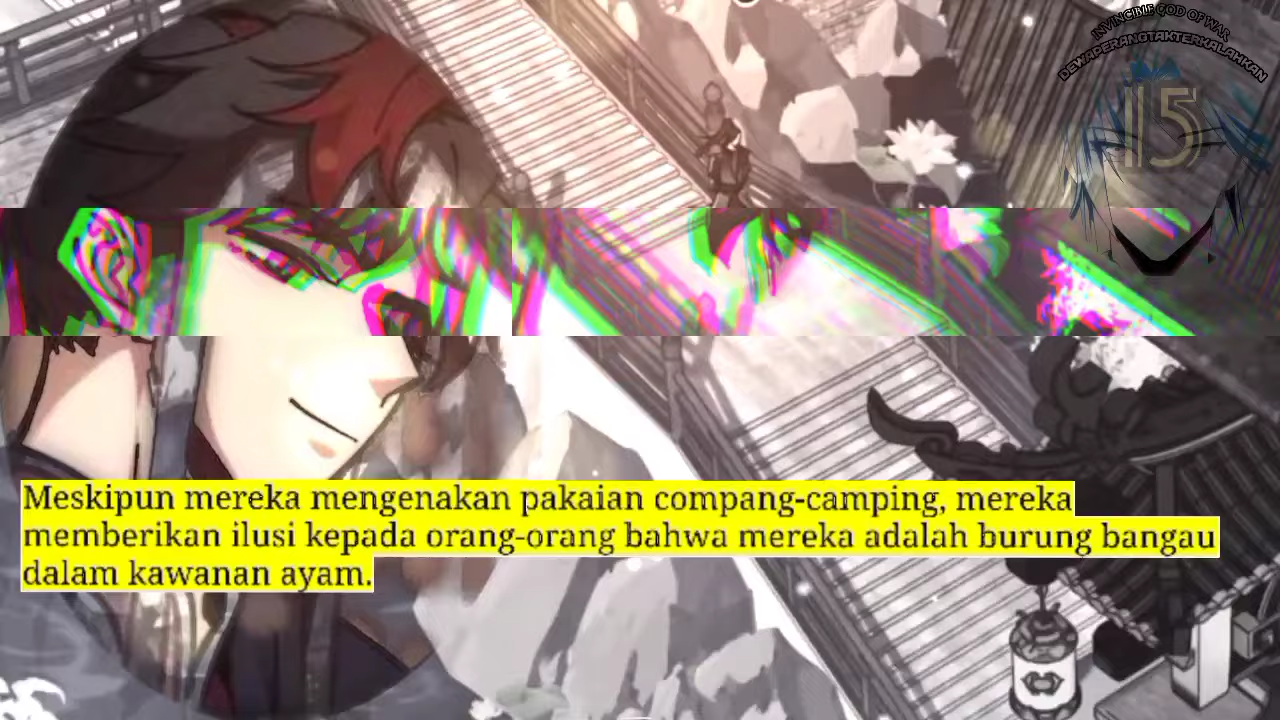 INVINCIBLE GOD OF WAR
DEWAPERANGTAKTERKALAHKAN
15
Meskipun mereka mengenakan pakaian compang-camping, mereka
memberikan ilusi kepada orang-orang bahwa mereka adalah burung bangau
dalam kawanan ayam.